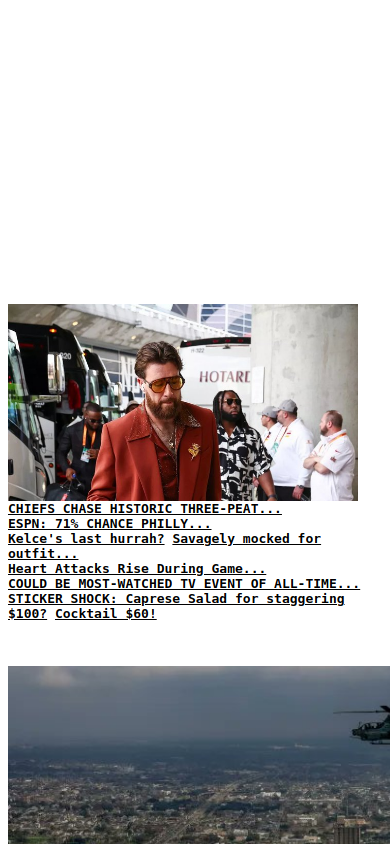 HOTARD
CHIEFS CHASE HISTORIC THREE-PEAT...
ESPN: 71% CHANCE PHILLY...
Kelce's last hurrah? Savagely mocked for
outfit...
Heart Attacks Rise During Game...
COULD BE MOST-WATCHED TV EVENT OF ALL-TIME...
STICKER SHOCK: Caprese Salad for staggering
$100? Cocktail $60!